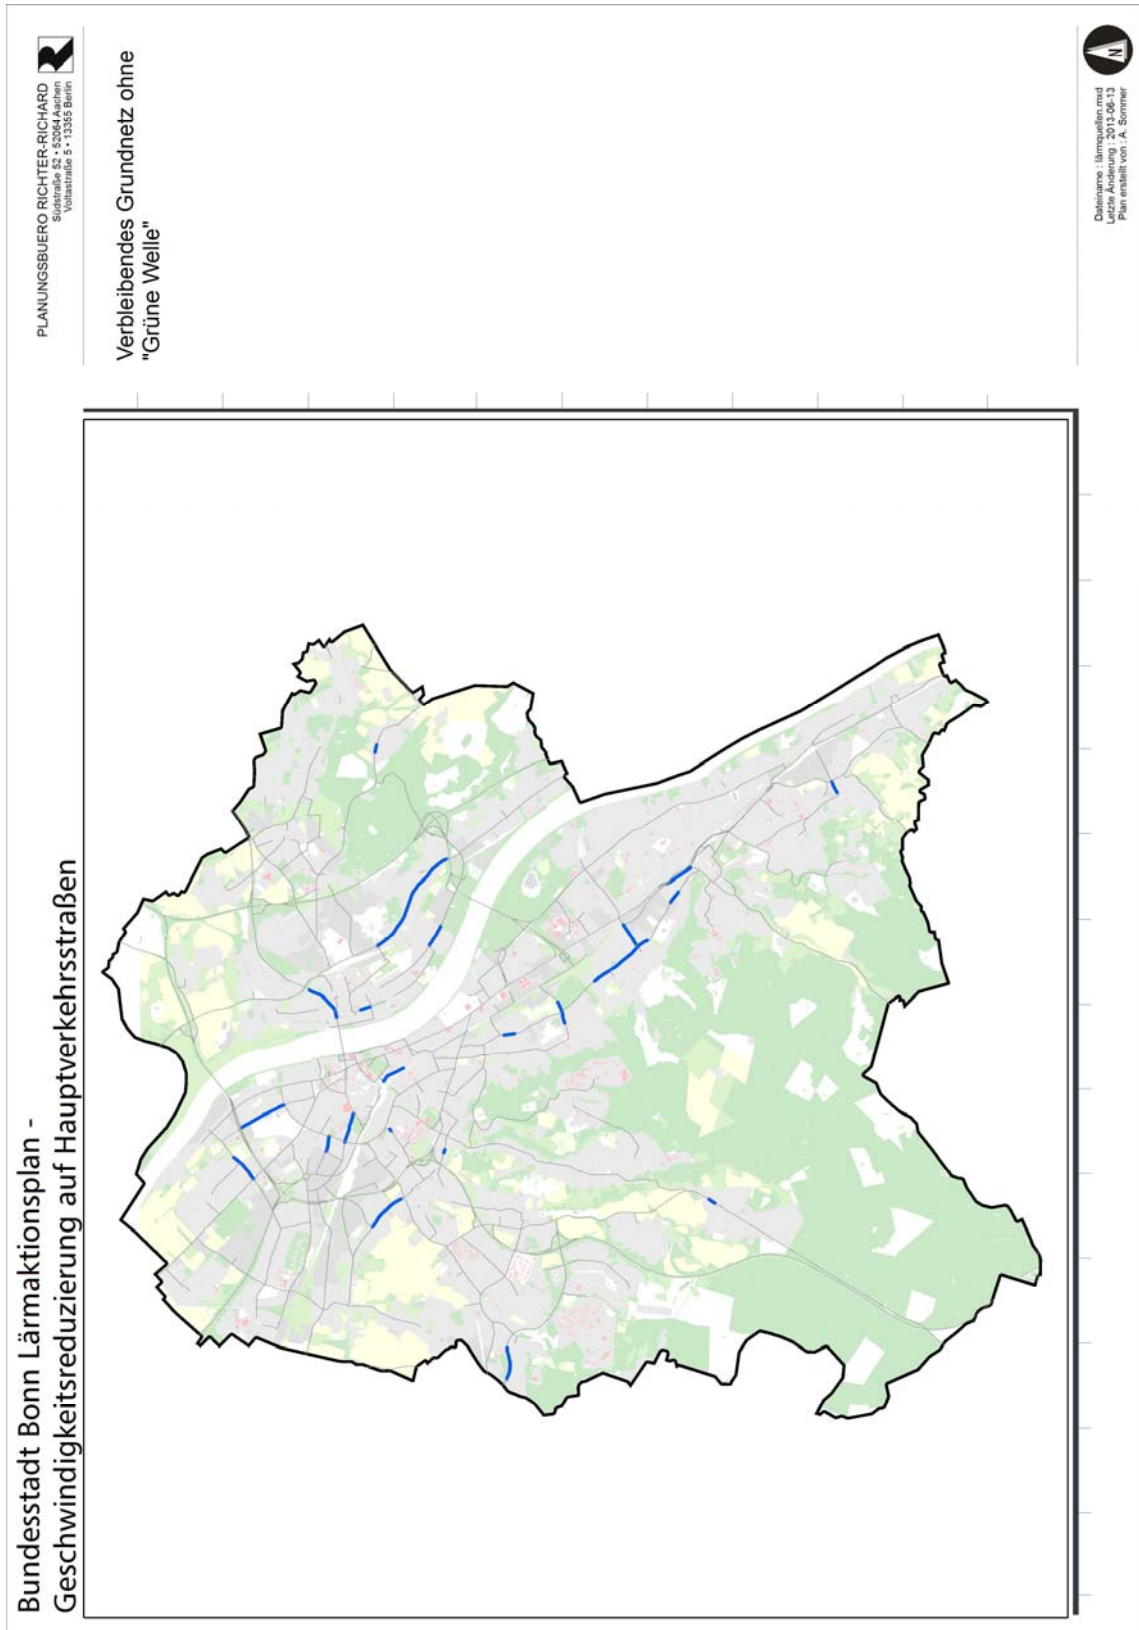 Bundesstadt Bonn Lärmaktionsplan -
Geschwindigkeitsreduzierung auf Hauptverkehrsstraßen
PLANUNGSBUERO RICHTER-RICHARD
Südstraße 52 • 52064 Aachen
Voltastraße 5 • 13355 Berlin
Verbleibendes Grundnetz ohne
"Grüne Welle"
N
Dateiname : lärmquellen.mxd
Letzte Änderung : 2013-06-13
Plan erstellt von : A. Sommer